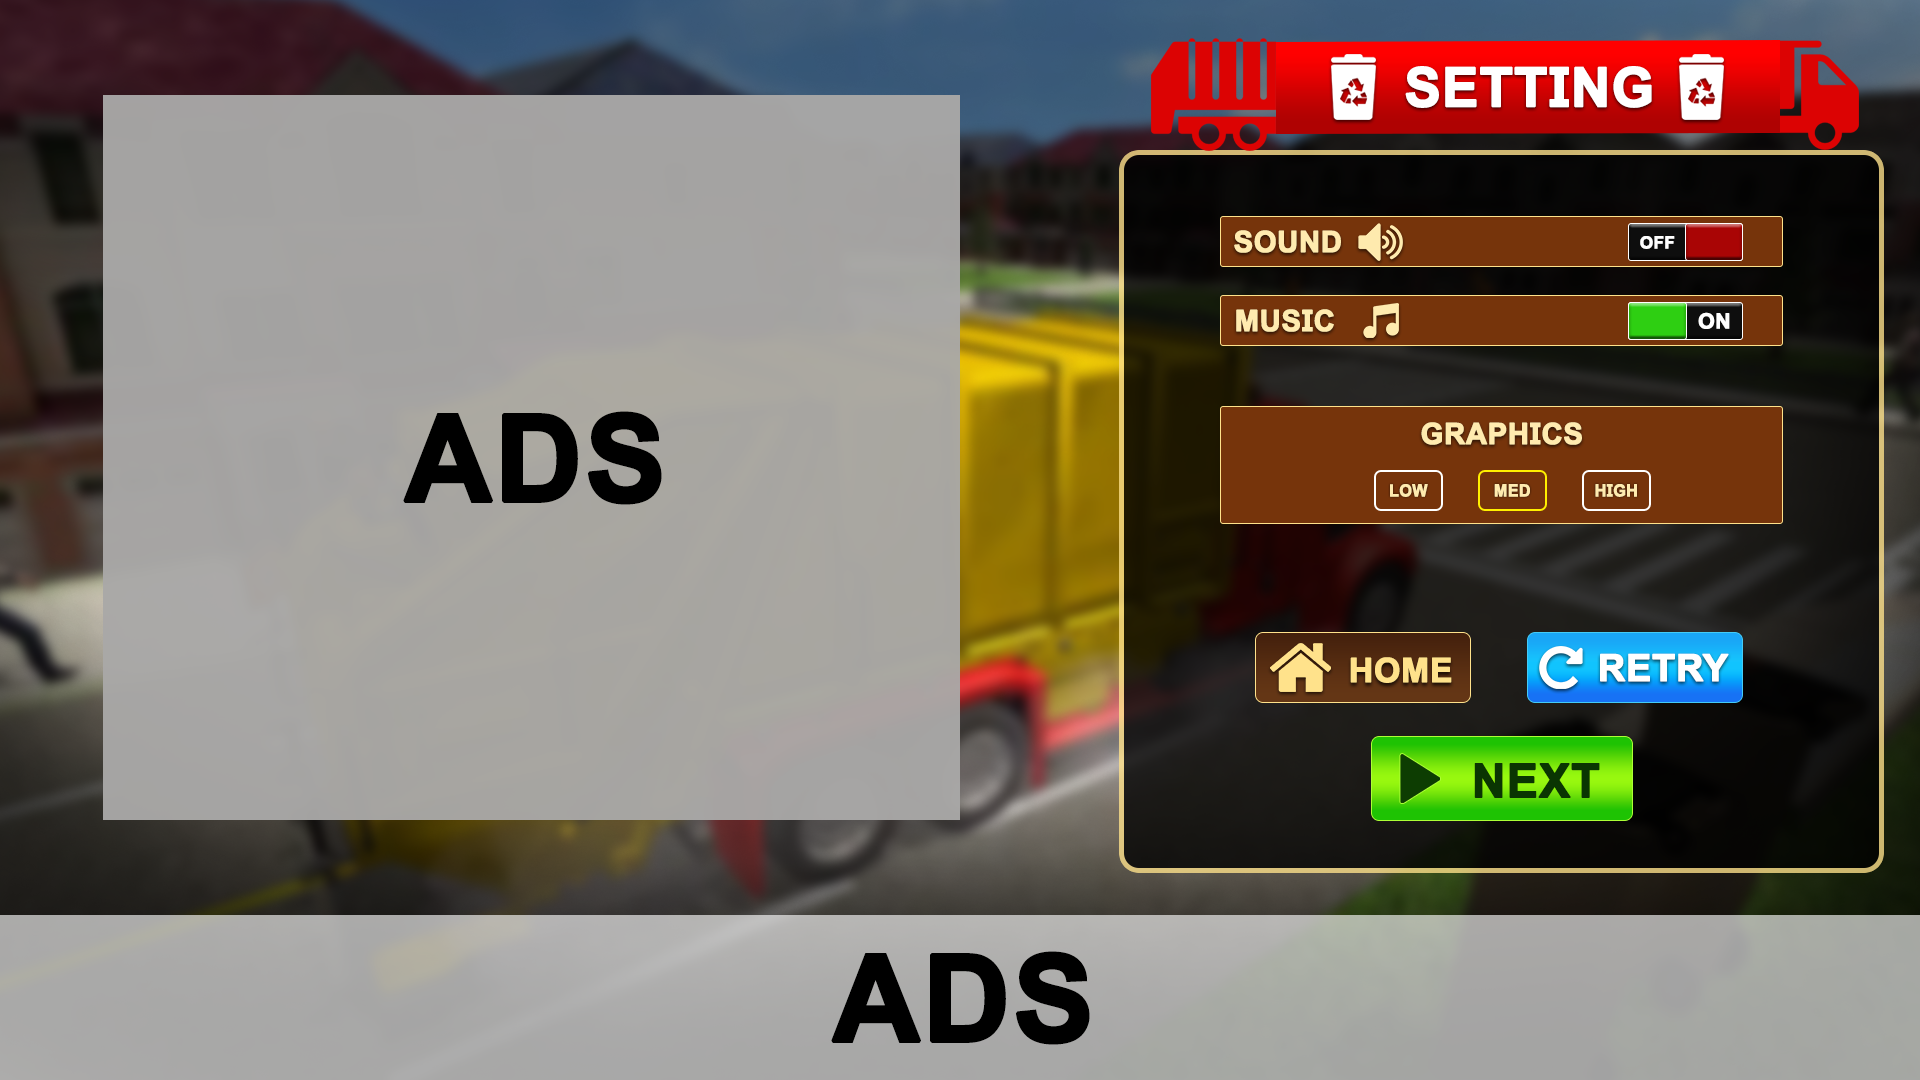 SETTING
ADS
SOUND OFF
MUSIC ON
GRAPHICS
LOW MED HIGH
HOME RETRY
NEXT
ADS